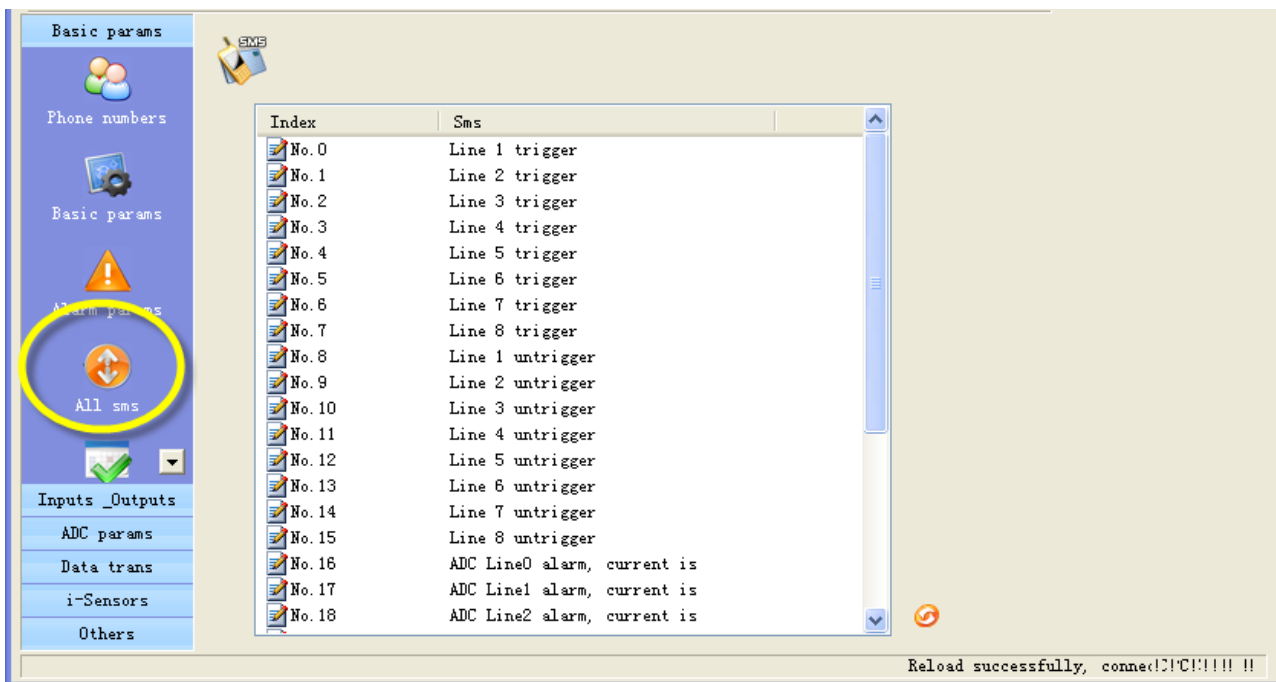 Basic params
Phone numbers
Basic params
Alarm params
All sms
Inputs _Outputs
ADC params
Data trans
i-Sensors
Others
SMS
Index Sms
No. 0 Line 1 trigger
No. 1 Line 2 trigger
No. 2 Line 3 trigger
No. 3 Line 4 trigger
No. 4 Line 5 trigger
No. 5 Line 6 trigger
No. 6 Line 7 trigger
No. 7 Line 8 trigger
No. 8 Line 1 untrigger
No. 9 Line 2 untrigger
No. 10 Line 3 untrigger
No. 11 Line 4 untrigger
No. 12 Line 5 untrigger
No. 13 Line 6 untrigger
No. 14 Line 7 untrigger
No. 15 Line 8 untrigger
No. 16 ADC Line0 alarm, current is
No. 17 ADC Line1 alarm, current is
No. 18 ADC Line2 alarm, current is
Reload successfully,